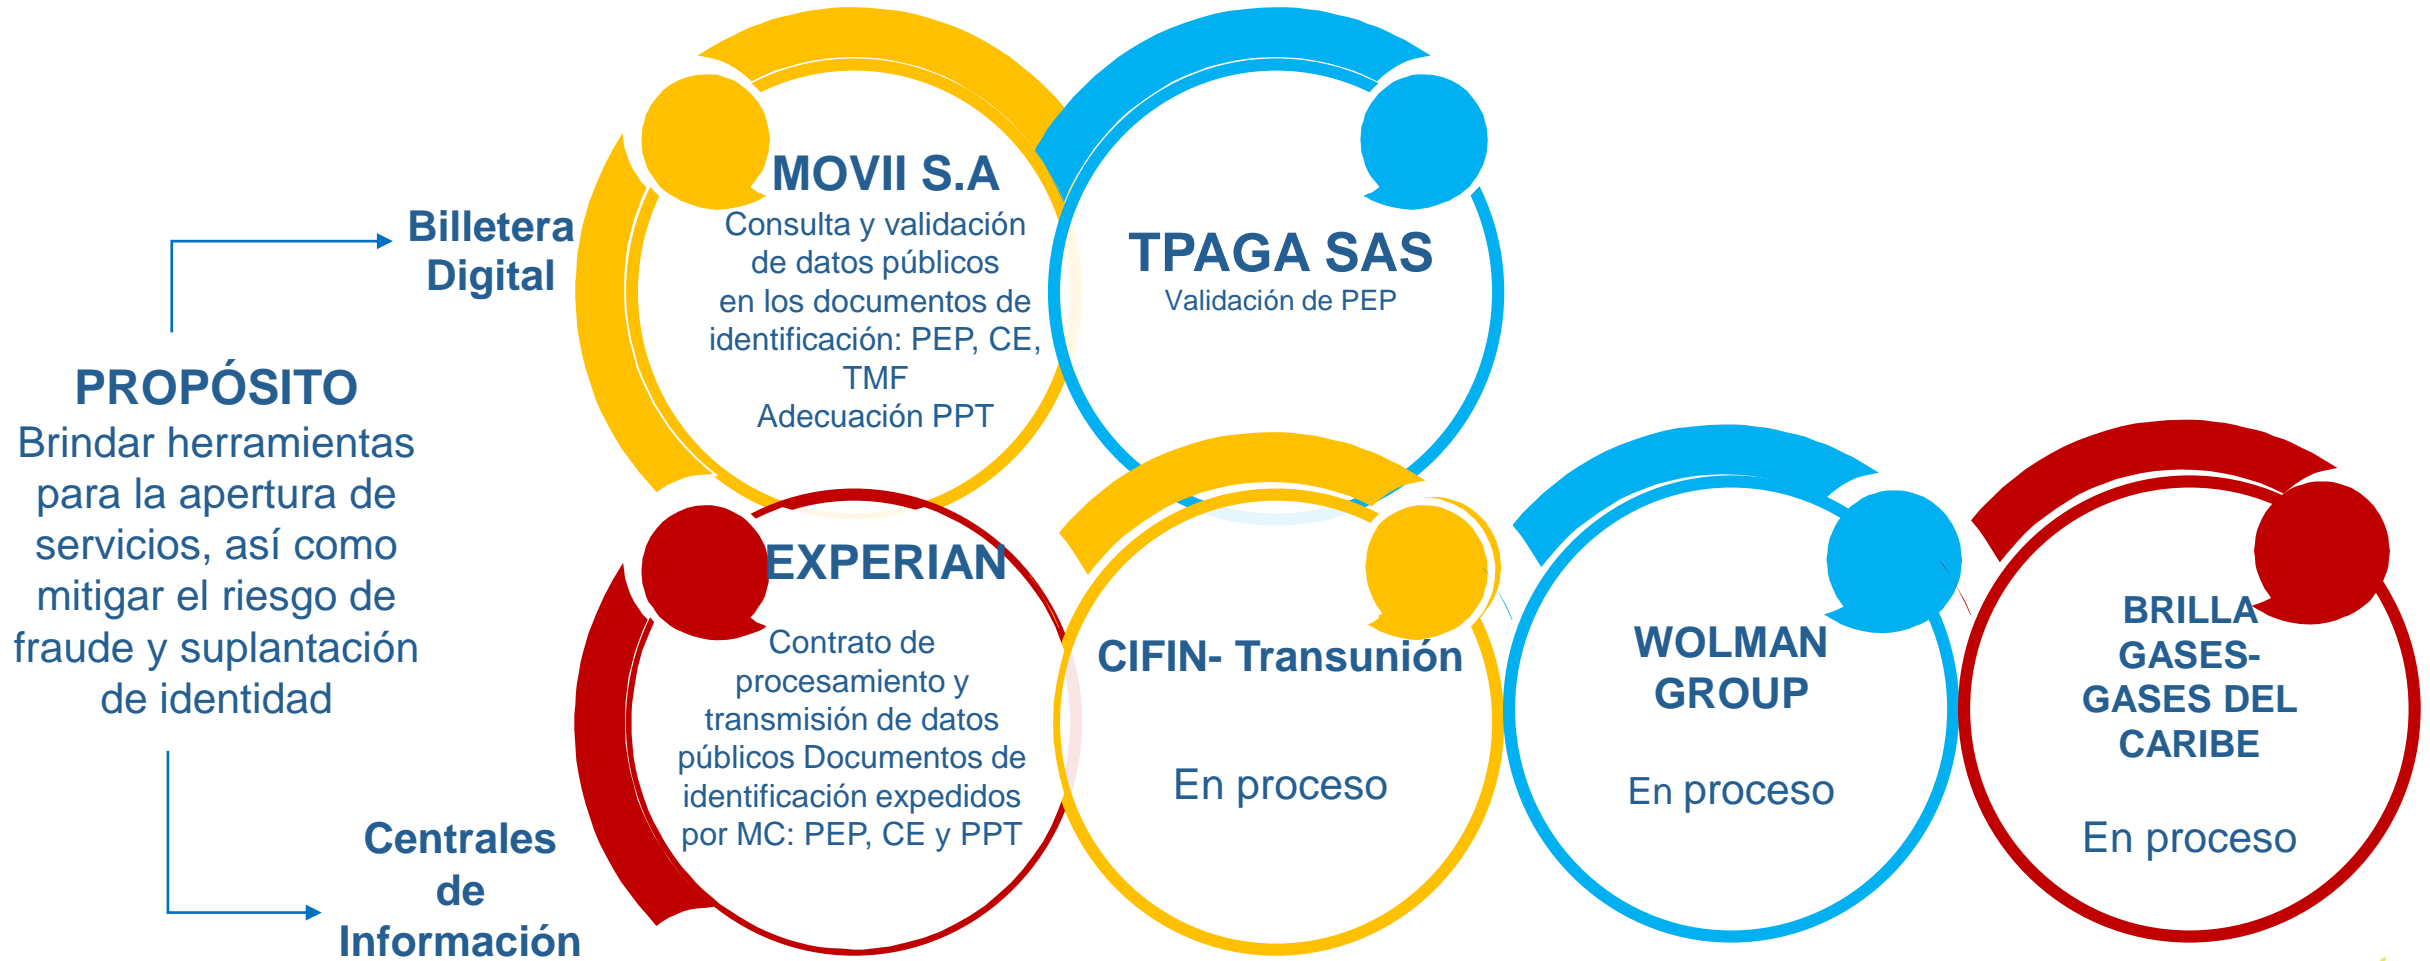 PROPÓSITO
Brindar herramientas
para la apertura de
servicios, así como
mitigar el riesgo de
fraude y suplantación
de identidad
Billetera
Digital
MOVII S.A
Consulta y validación
de datos públicos
en los documentos de
identificación: PEP, CE,
TMF
Adecuación PPT
TPAGA SAS
Validación de PEP
Centrales
de
Información
EXPERIAN
Contrato de
procesamiento y
transmisión de datos
públicos Documentos de
identificación expedidos
por MC: PEP, CE y PPT
CIFIN- Transunión
En proceso
WOLMAN
GROUP
En proceso
BRILLA
GASES-
GASES DEL
CARIBE
En proceso